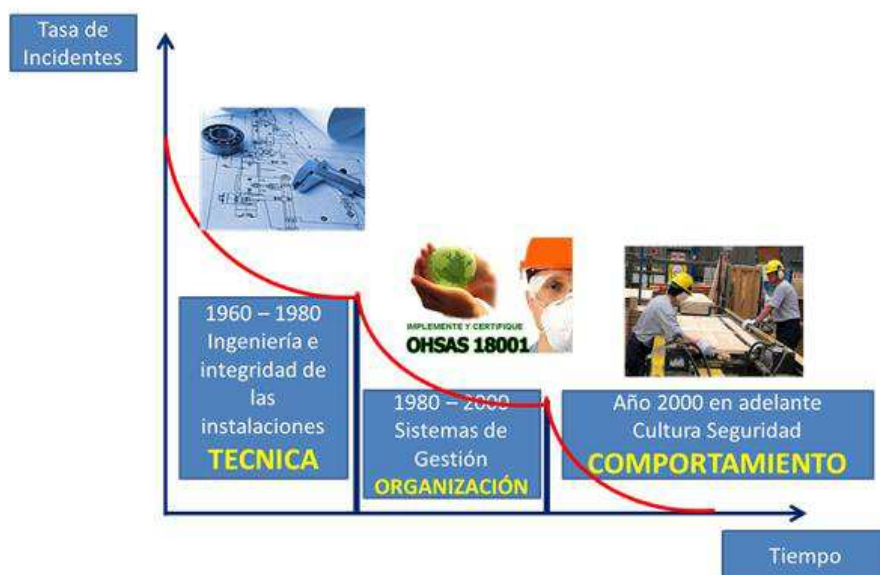 Tasa de
Incidentes
IMPLEMENTE Y CERTIFIQUE
OHSAS 18001
1960 – 1980
Ingeniería e
integridad de
las
instalaciones
TECNICA
1980 – 2000
Sistemas de
Gestión
ORGANIZACIÓN
Año 2000 en adelante
Cultura Seguridad
COMPORTAMIENTO
Tiempo